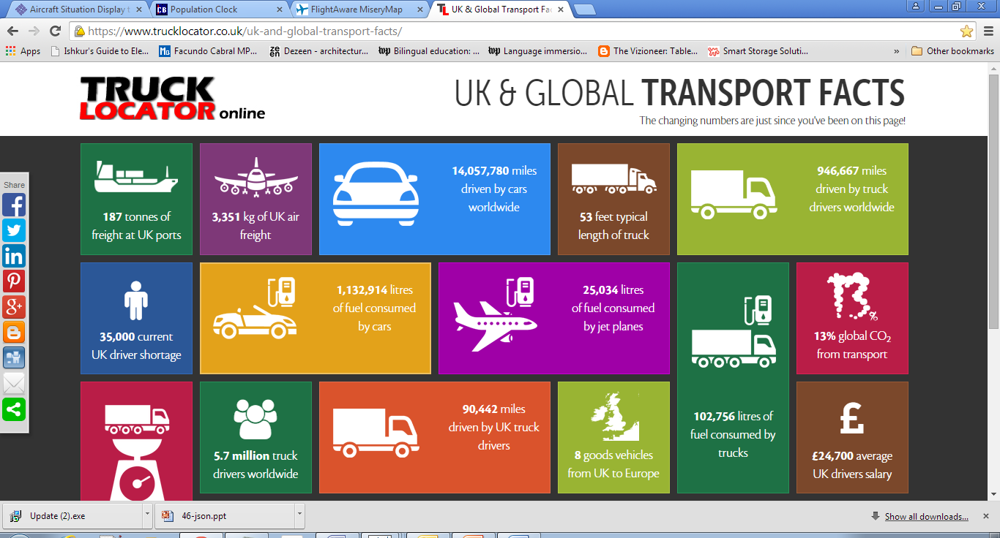 Aircraft Situation Display t
Population Clock
FlightAware MiseryMap
UK & Global Transport Fac
https://www.trucklocator.co.uk/uk-and-global-transport-facts/
Apps
Ishkur's Guide to Ele...
Facundo Cabral MP...
Dezeen - architectur...
Bilingual education: ...
Language immersio...
The Vizioneer: Table...
Smart Storage Soluti...
»
Other bookmarks
TRUCK
LOCATOR online
UK & GLOBAL TRANSPORT FACTS
The changing numbers are just since you've been on this page!
Share
187 tonnes of
freight at UK ports
3,351 kg of UK air
freight
14,057,780 miles
driven by cars
worldwide
53 feet typical
length of truck
946,667 miles
driven by truck
drivers worldwide
35,000 current
UK driver shortage
1,132,914 litres
of fuel consumed
by cars
25,034 litres
of fuel consumed
by jet planes
102,756 litres of
fuel consumed by
trucks
13%
13% global CO₂
from transport
5.7 million truck
drivers worldwide
90,442 miles
driven by UK truck
drivers
8 goods vehicles
from UK to Europe
£
£24,700 average
UK drivers salary
Update (2).exe
46-json.ppt
Show all downloads...